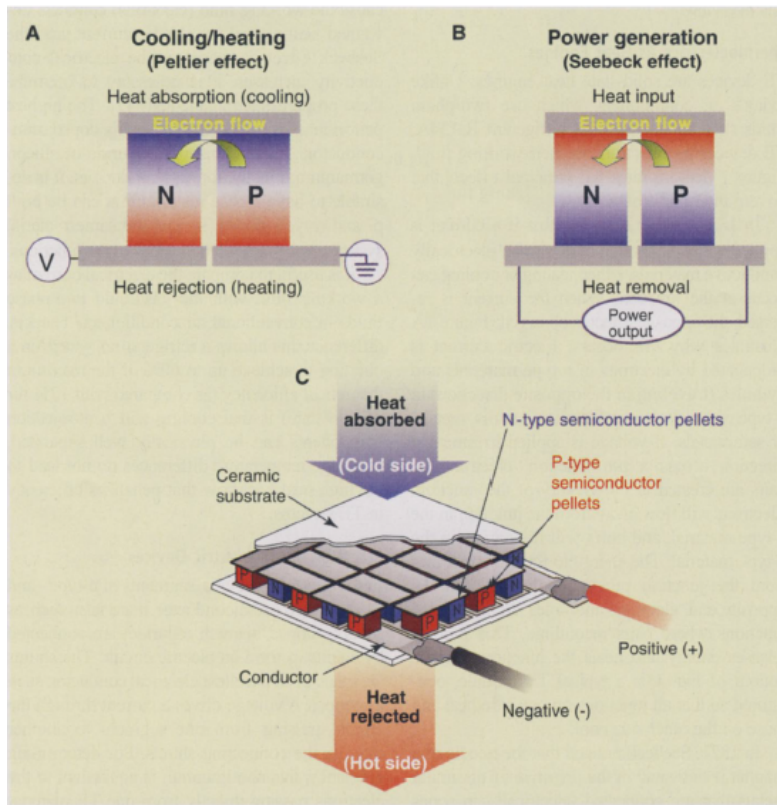 A
Cooling/heating
(Peltier effect)
Heat absorption (cooling)
Electron flow
N P
V
Heat rejection (heating)
B
Power generation
(Seebeck effect)
Heat input
Electron flow
N P
Heat removal
Power
output
C
Heat
absorbed
(Cold side)
N-type semiconductor pellets
P-type
semiconductor
pellets
Ceramic
substrate
P N P N P P N P N N
Positive (+)
Conductor
Negative (-)
Heat
rejected
(Hot side)